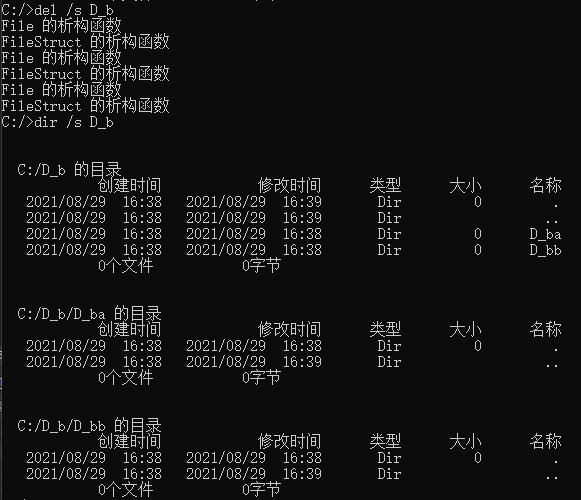 C:/>del /s D_b
File 的析构函数
FileStruct 的析构函数
File 的析构函数
FileStruct 的析构函数
File 的析构函数
FileStruct 的析构函数
C:/>dir /s D_b
C:/D_b 的目录
创建时间 修改时间 类型 大小 名称
2021/08/29 16:38 2021/08/29 16:39 Dir 0 .
2021/08/29 16:38 2021/08/29 16:39 Dir ..
2021/08/29 16:38 2021/08/29 16:38 Dir 0 D_ba
2021/08/29 16:38 2021/08/29 16:38 Dir 0 D_bb
0个文件 0字节
C:/D_b/D_ba 的目录
创建时间 修改时间 类型 大小 名称
2021/08/29 16:38 2021/08/29 16:38 Dir 0 .
2021/08/29 16:38 2021/08/29 16:39 Dir ..
0个文件 0字节
C:/D_b/D_bb 的目录
创建时间 修改时间 类型 大小 名称
2021/08/29 16:38 2021/08/29 16:38 Dir 0 .
2021/08/29 16:38 2021/08/29 16:39 Dir ..
0个文件 0字节